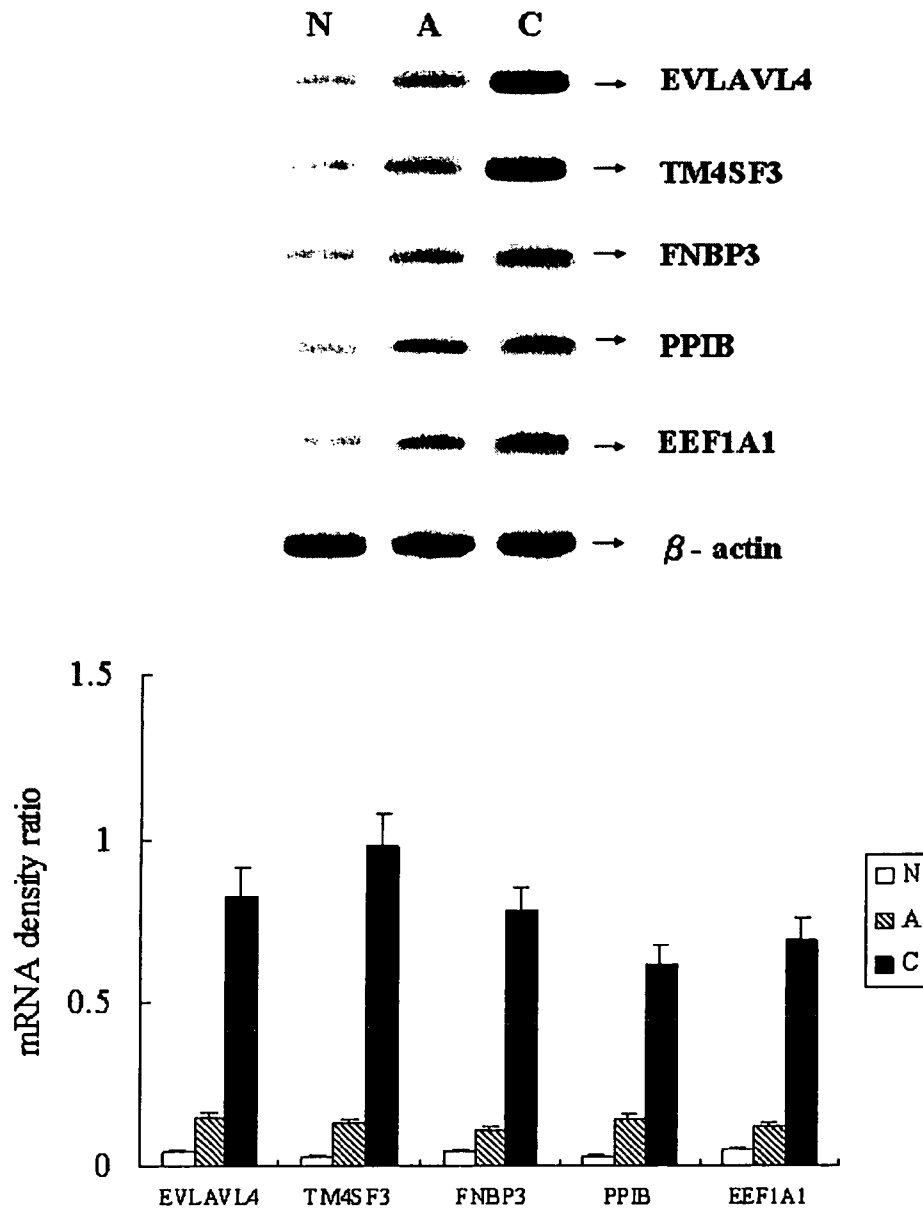 N A C
EVLAVL4
TM4SF3
FNBP3
PPIB
EEF1A1
β - actin
1.5
1
0.5
0
mRNA density ratio
N
A
C
EVLAVL4 TM4SF3 FNBP3 PPIB EEF1A1